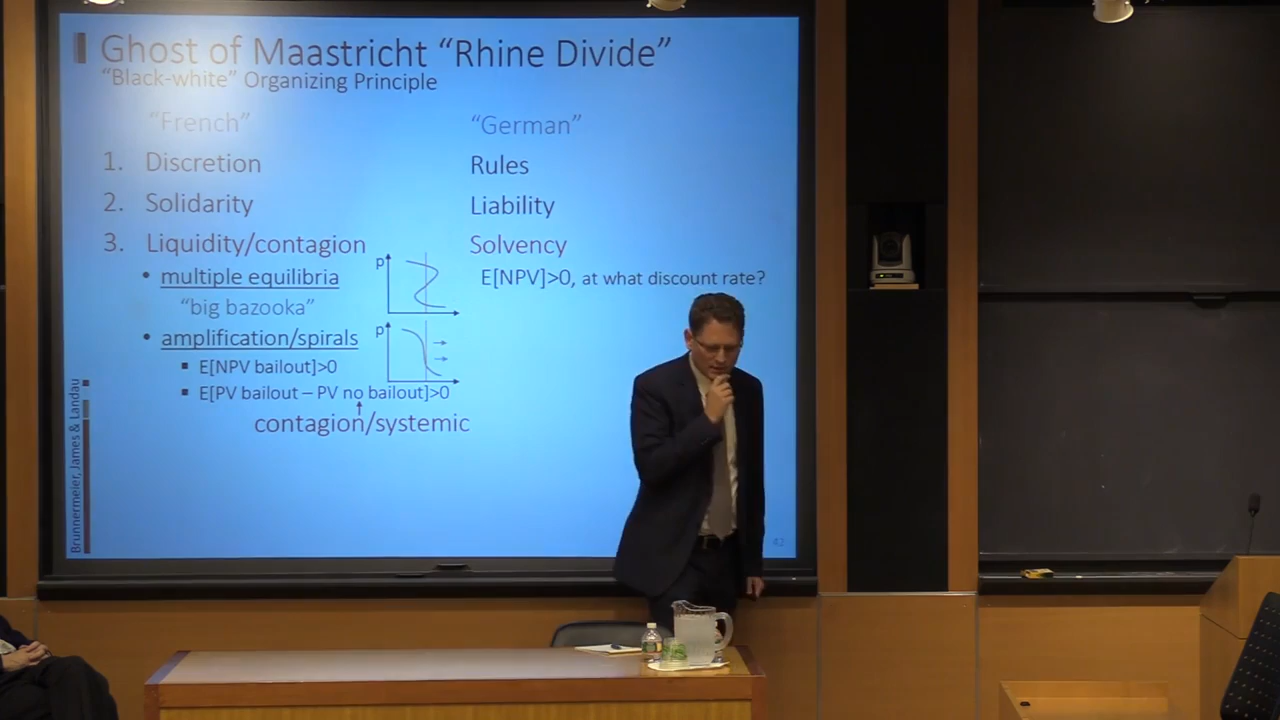 Ghost of Maastricht “Rhine Divide”
“Black-white” Organizing Principle
“French” “German”
1. Discretion Rules
2. Solidarity Liability
3. Liquidity/contagion Solvency
• multiple equilibria p E[NPV]>0, at what discount rate?
“big bazooka”
• amplification/spirals p
▪ E[NPV bailout]>0
▪ E[PV bailout – PV no bailout]>0
contagion/systemic
Brunnermeier, James & Landau
42